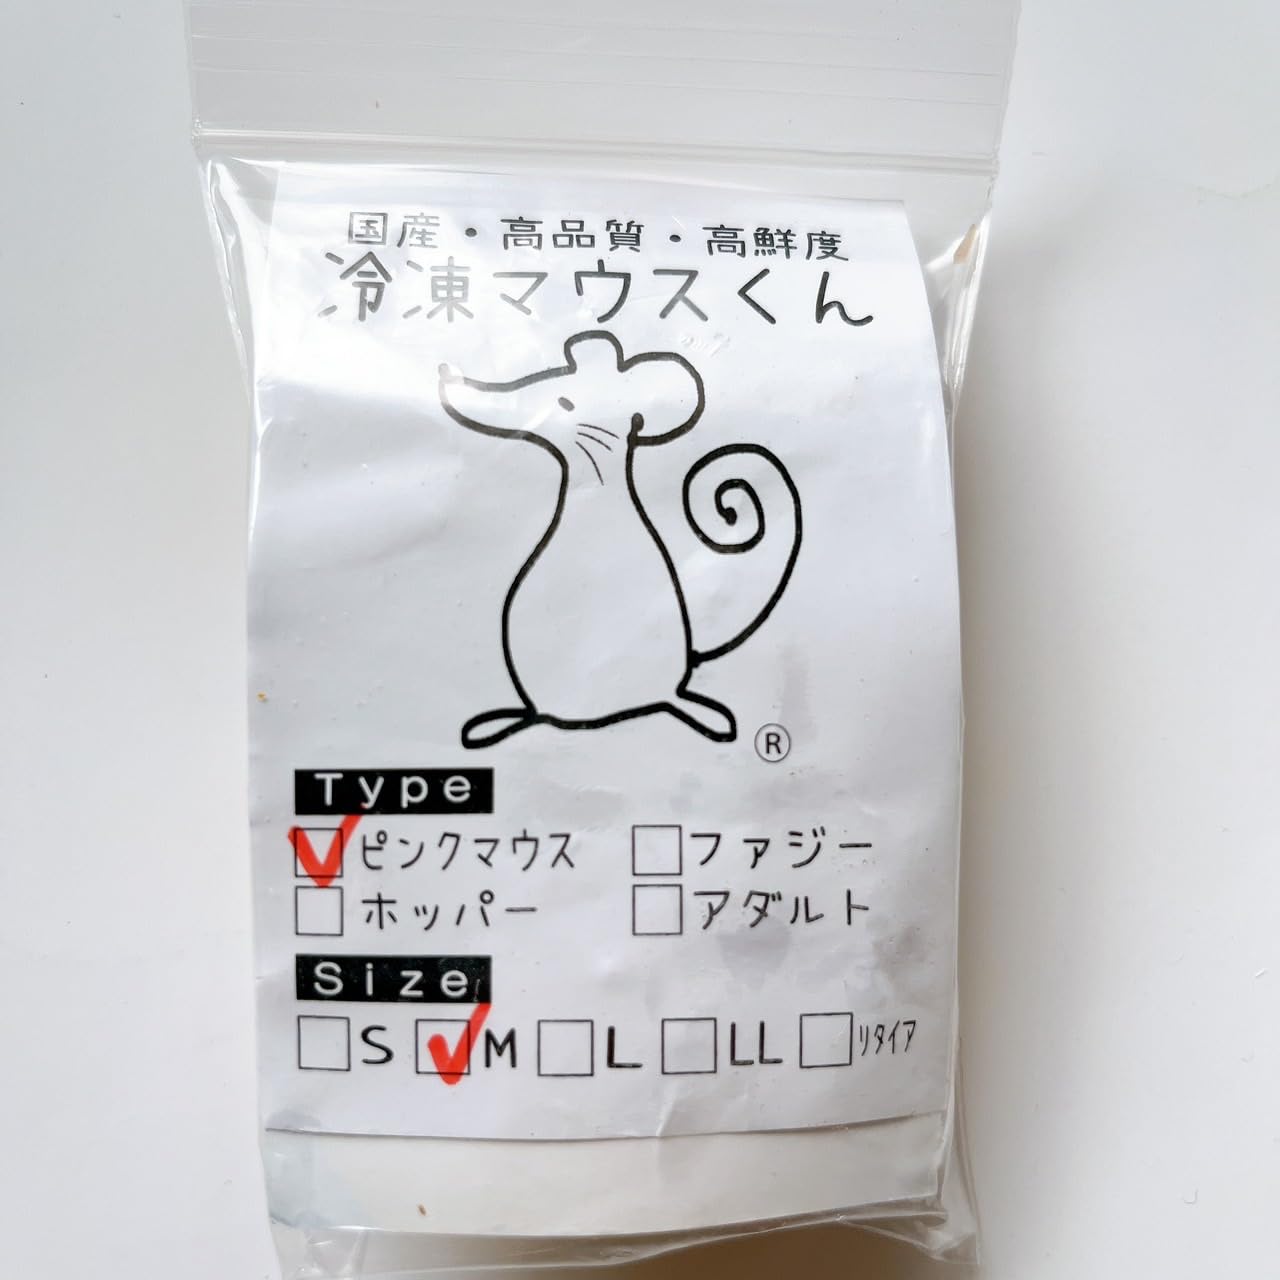 国産・高品質・高鮮度
冷凍マウスくん
®
Type
ピンクマウス ファジー
ホッパー アダルト
Size
S M L LL リタイア